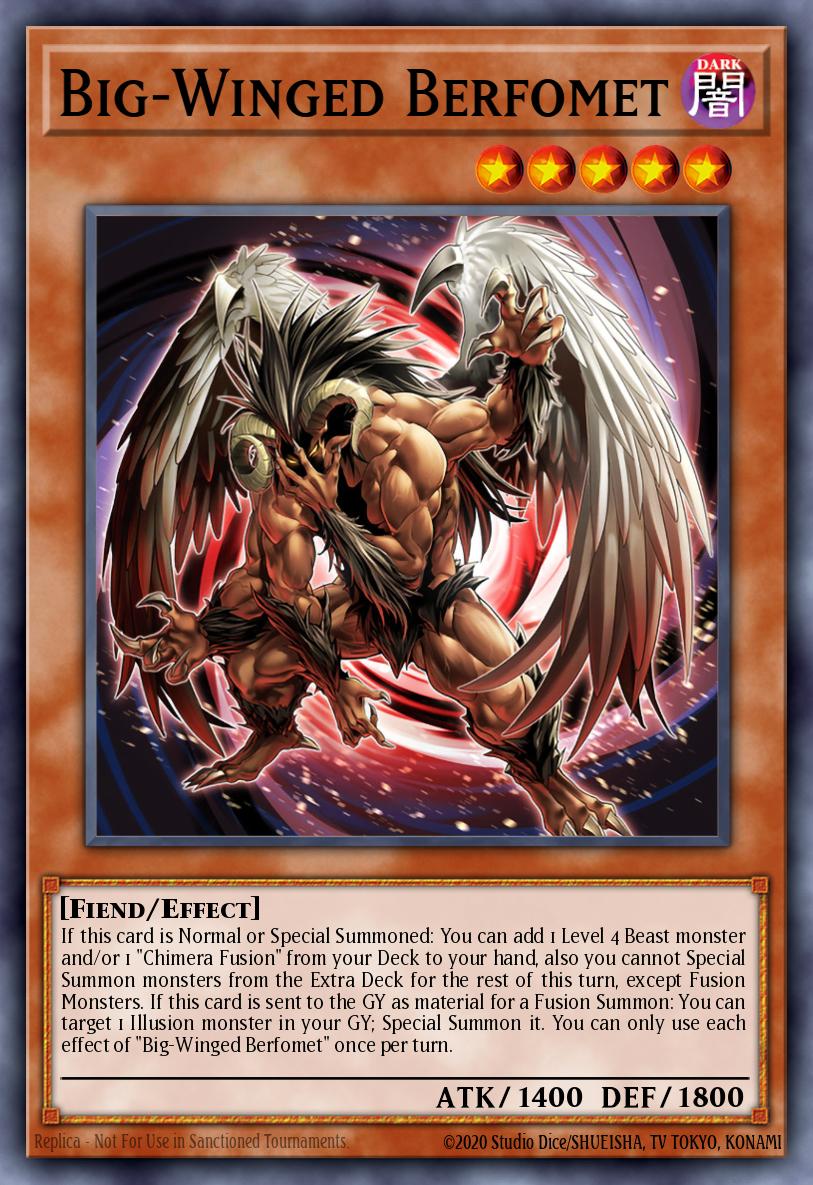 Big-Winged Berfomet
DARK
闇
[Fiend/Effect]
If this card is Normal or Special Summoned: You can add 1 Level 4 Beast monster
and/or 1 "Chimera Fusion" from your Deck to your hand, also you cannot Special
Summon monsters from the Extra Deck for the rest of this turn, except Fusion
Monsters. If this card is sent to the GY as material for a Fusion Summon: You can
target 1 Illusion monster in your GY; Special Summon it. You can only use each
effect of "Big-Winged Berfomet" once per turn.
ATK/1400 DEF/1800
Replica - Not For Use in Sanctioned Tournaments.
©2020 Studio Dice/SHUEISHA, TV TOKYO, KONAMI